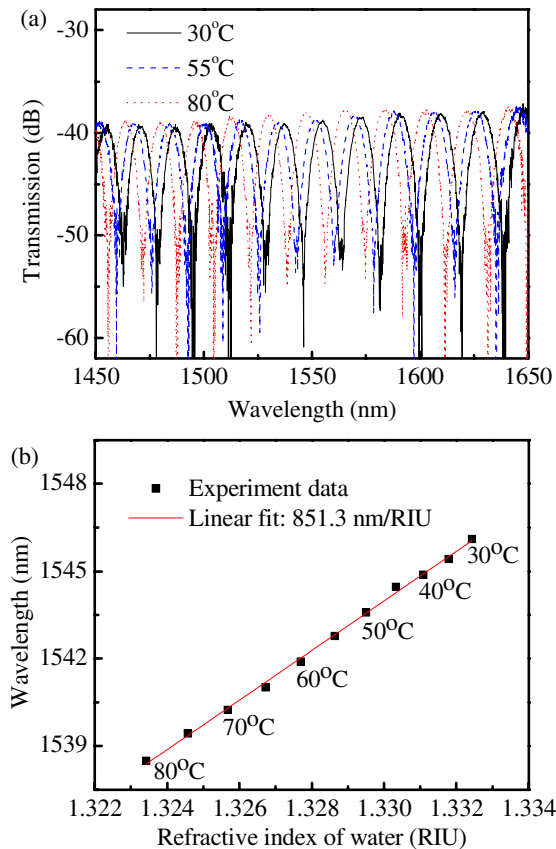 (a)
-28
30°C
55°C
80°C
-40
-50
-60
Transmission (dB)
1450 1500 1550 1600 1650
Wavelength (nm)
(b)
1548
Experiment data
Linear fit: 851.3 nm/RIU
1545
1542
1539
Wavelength (nm)
30°C
40°C
50°C
60°C
70°C
80°C
1.322 1.324 1.326 1.328 1.330 1.332 1.334
Refractive index of water (RIU)